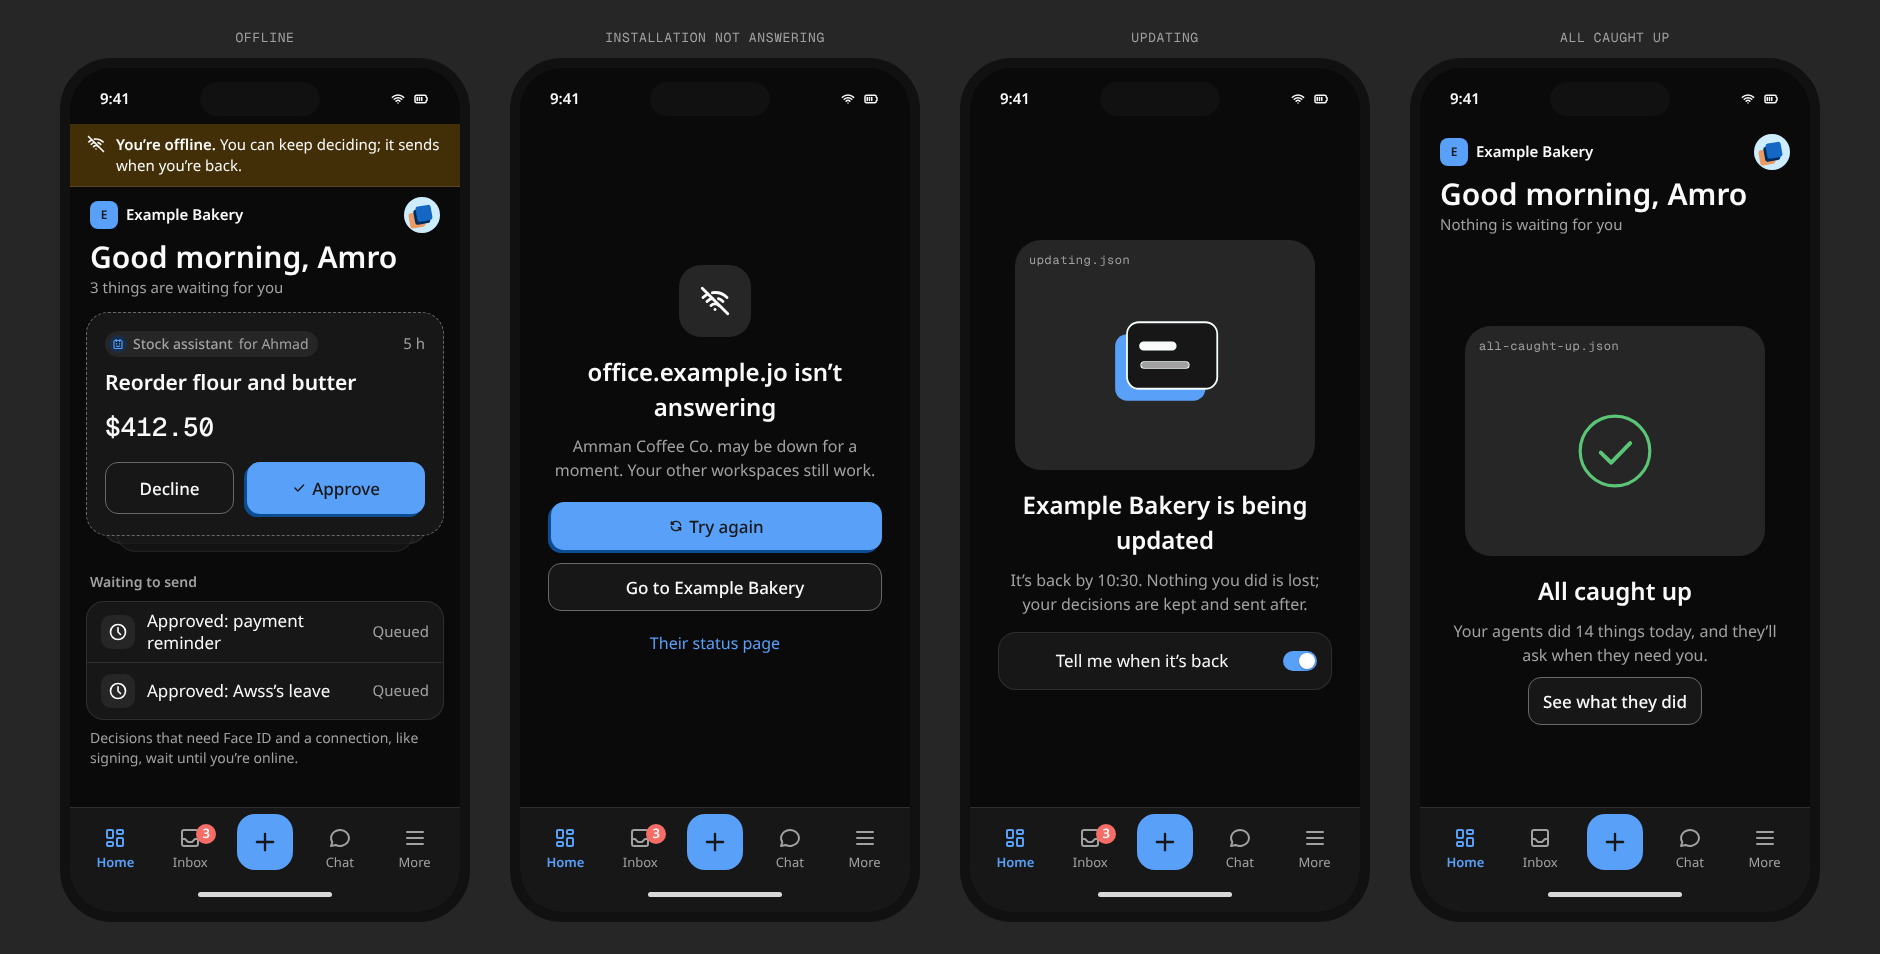 OFFLINE
9:41
You're offline. You can keep deciding; it sends
when you're back.
E
Example Bakery
Good morning, Amro
3 things are waiting for you
Stock assistant for Ahmad
5 h
Reorder flour and butter
$412.50
Decline
Approve
Waiting to send
Approved: payment
reminder
Queued
Approved: Awss's leave
Queued
Decisions that need Face ID and a connection, like
signing, wait until you're online.
Home
Inbox
3
Chat
More
INSTALLATION NOT ANSWERING
9:41
office.example.jo isn't
answering
Amman Coffee Co. may be down for a
moment. Your other workspaces still work.
Try again
Go to Example Bakery
Their status page
Home
Inbox
3
Chat
More
UPDATING
9:41
updating.json
Example Bakery is being
updated
It's back by 10:30. Nothing you did is lost;
your decisions are kept and sent after.
Tell me when it's back
Home
Inbox
3
Chat
More
ALL CAUGHT UP
9:41
E
Example Bakery
Good morning, Amro
Nothing is waiting for you
all-caught-up.json
All caught up
Your agents did 14 things today, and they'll
ask when they need you.
See what they did
Home
Inbox
Chat
More